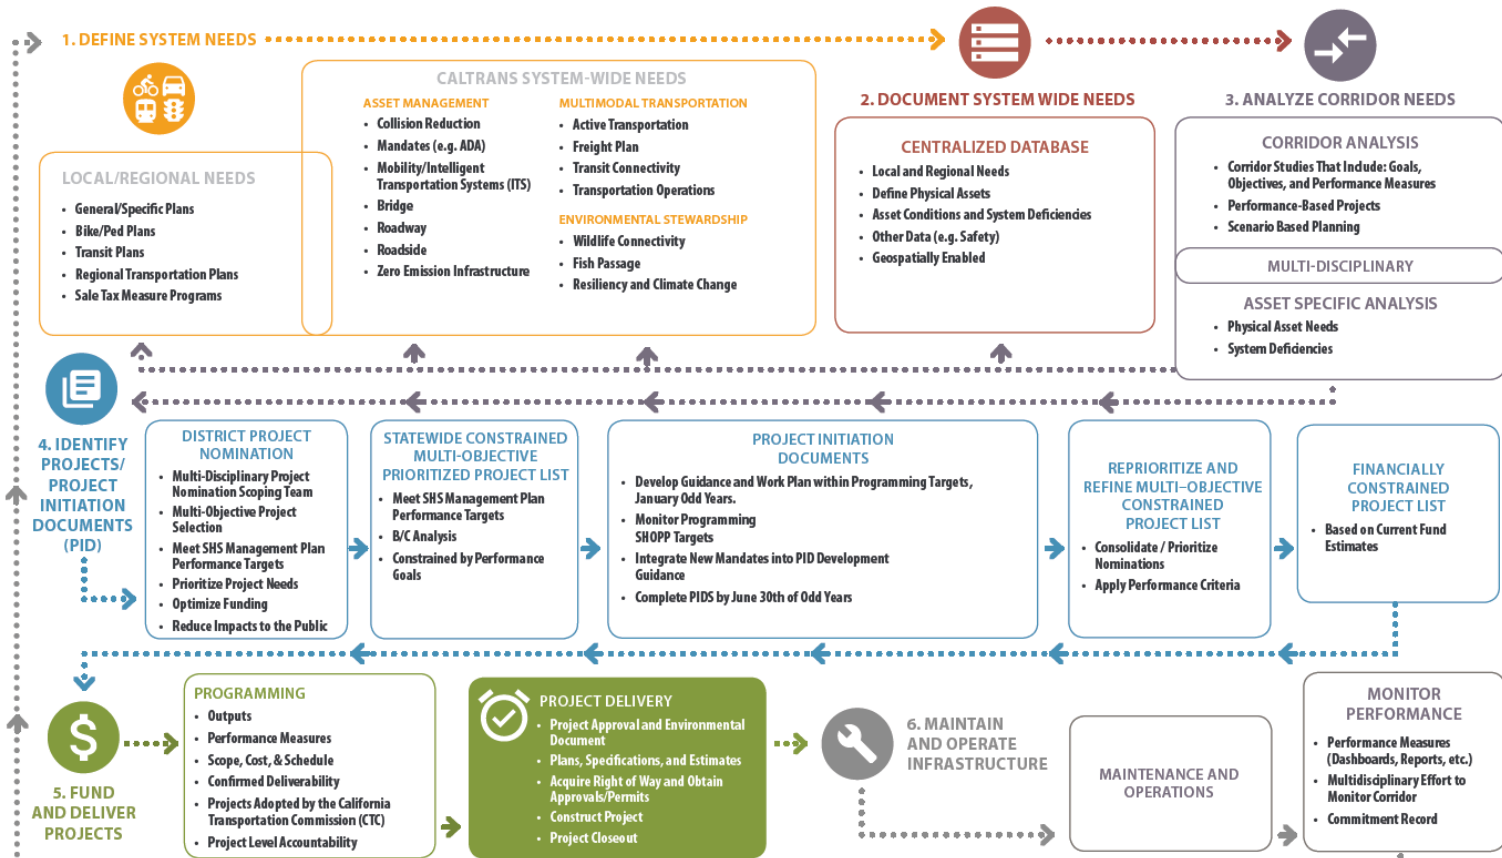 1. DEFINE SYSTEM NEEDS
LOCAL/REGIONAL NEEDS
• General/Specific Plans
• Bike/Ped Plans
• Transit Plans
• Regional Transportation Plans
• Sale Tax Measure Programs
CALTRANS SYSTEM-WIDE NEEDS
ASSET MANAGEMENT
• Collision Reduction
• Mandates (e.g. ADA)
• Mobility/Intelligent
Transportation Systems (ITS)
• Bridge
• Roadway
• Roadside
• Zero Emission Infrastructure
MULTIMODAL TRANSPORTATION
• Active Transportation
• Freight Plan
• Transit Connectivity
• Transportation Operations
ENVIRONMENTAL STEWARDSHIP
• Wildlife Connectivity
• Fish Passage
• Resiliency and Climate Change
2. DOCUMENT SYSTEM WIDE NEEDS
CENTRALIZED DATABASE
• Local and Regional Needs
• Define Physical Assets
• Asset Conditions and System Deficiencies
• Other Data (e.g. Safety)
• Geospatially Enabled
3. ANALYZE CORRIDOR NEEDS
CORRIDOR ANALYSIS
• Corridor Studies That Include: Goals,
Objectives, and Performance Measures
• Performance-Based Projects
• Scenario Based Planning
MULTI-DISCIPLINARY
ASSET SPECIFIC ANALYSIS
• Physical Asset Needs
• System Deficiencies
4. IDENTIFY
PROJECTS/
PROJECT
INITIATION
DOCUMENTS
(PID)
DISTRICT PROJECT
NOMINATION
• Multi-Disciplinary Project
Nomination Scoping Team
• Multi-Objective Project
Selection
• Meet SHS Management Plan
Performance Targets
• Prioritize Project Needs
• Optimize Funding
• Reduce Impacts to the Public
STATEWIDE CONSTRAINED
MULTI-OBJECTIVE
PRIORITIZED PROJECT LIST
• Meet SHS Management Plan
Performance Targets
• B/C Analysis
• Constrained by Performance
Goals
PROJECT INITIATION
DOCUMENTS
• Develop Guidance and Work Plan within Programming Targets,
January Odd Years.
• Monitor Programming
SHOPP Targets
• Integrate New Mandates into PID Development
Guidance
• Complete PIDS by June 30th of Odd Years
REPRIORITIZE AND
REFINE MULTI–OBJECTIVE
CONSTRAINED
PROJECT LIST
• Consolidate / Prioritize
Nominations
• Apply Performance Criteria
FINANCIALLY
CONSTRAINED
PROJECT LIST
• Based on Current Fund
Estimates
$
5. FUND
AND DELIVER
PROJECTS
PROGRAMMING
• Outputs
• Performance Measures
• Scope, Cost, & Schedule
• Confirmed Deliverability
• Projects Adopted by the California
Transportation Commission (CTC)
• Project Level Accountability
PROJECT DELIVERY
• Project Approval and Environmental
Document
• Plans, Specifications, and Estimates
• Acquire Right of Way and Obtain
Approvals/Permits
• Construct Project
• Project Closeout
6. MAINTAIN
AND OPERATE
INFRASTRUCTURE
MAINTENANCE AND
OPERATIONS
MONITOR
PERFORMANCE
• Performance Measures
(Dashboards, Reports, etc.)
• Multidisciplinary Effort to
Monitor Corridor
• Commitment Record